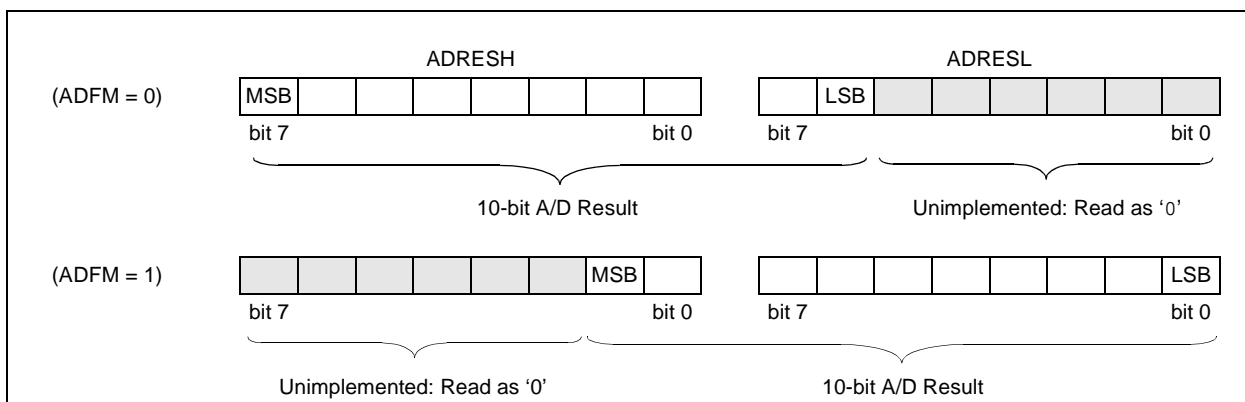 ADRESH ADRESL
(ADFM = 0) MSB LSB
bit 7 bit 0 bit 7 bit 0
10-bit A/D Result Unimplemented: Read as ‘0’
(ADFM = 1) MSB LSB
bit 7 bit 0 bit 7 bit 0
Unimplemented: Read as ‘0’ 10-bit A/D Result